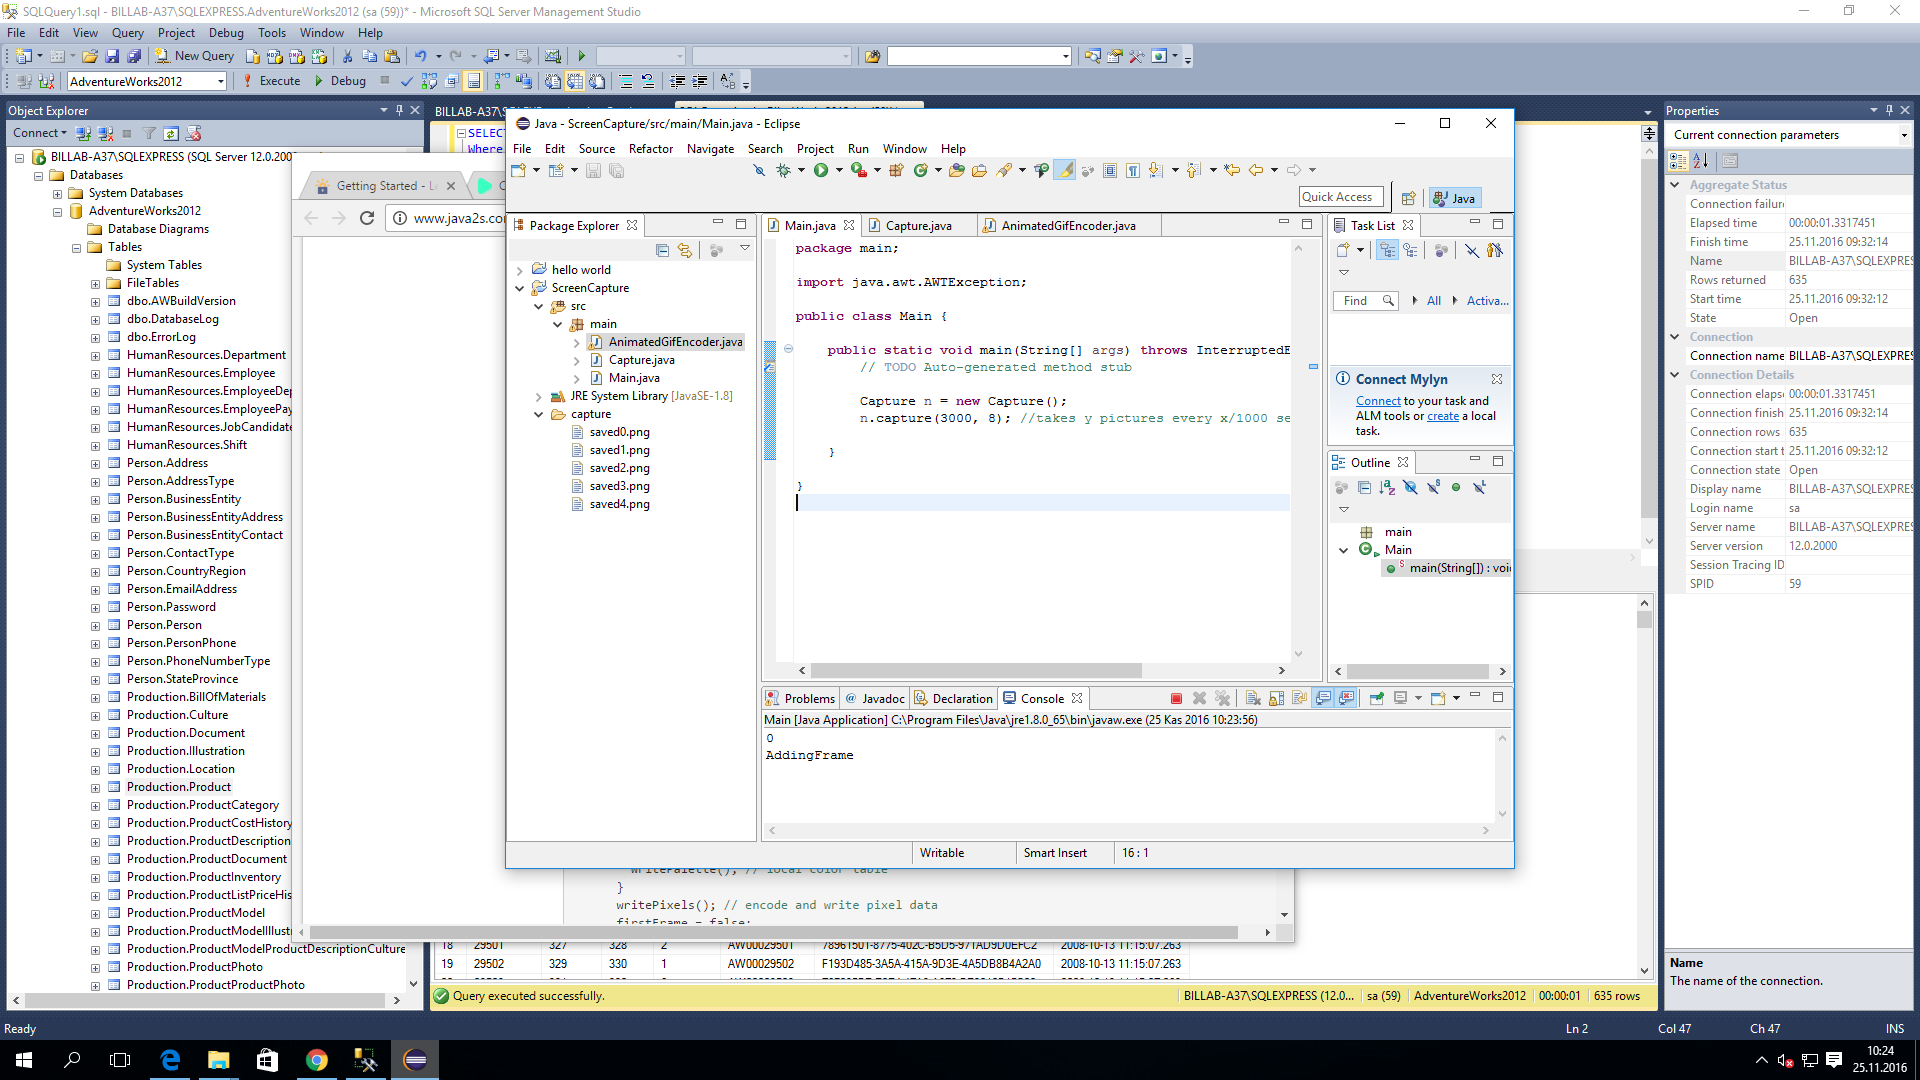 SQLQuery1.sql - BILLAB-A37\SQLEXPRESS.AdventureWorks2012 (sa (59))* - Microsoft SQL Server Management Studio
File Edit View Query Project Debug Tools Window Help
New Query
AdventureWorks2012 Execute Debug
Object Explorer
Connect
BILLAB-A37\SQLEXPRESS (SQL Server 12.0.200
Databases
System Databases
AdventureWorks2012
Database Diagrams
Tables
System Tables
FileTables
dbo.AWBuildVersion
dbo.DatabaseLog
dbo.ErrorLog
HumanResources.Department
HumanResources.Employee
HumanResources.EmployeeDep
HumanResources.EmployeePay
HumanResources.JobCandidate
HumanResources.Shift
Person.Address
Person.AddressType
Person.BusinessEntity
Person.BusinessEntityAddress
Person.BusinessEntityContact
Person.ContactType
Person.CountryRegion
Person.EmailAddress
Person.Password
Person.Person
Person.PersonPhone
Person.PhoneNumberType
Person.StateProvince
Production.BillOfMaterials
Production.Culture
Production.Document
Production.Illustration
Production.Location
Production.Product
Production.ProductCategory
Production.ProductCostHistory
Production.ProductDescription
Production.ProductDocument
Production.ProductInventory
Production.ProductListPriceHis
Production.ProductModel
Production.ProductModelIllustr
Production.ProductModelProductDescriptionCulture
Production.ProductPhoto
Production.ProductProductPhoto
SELECT
Where
Getting Started - Le
www.java2s.co
Java - ScreenCapture/src/main/Main.java - Eclipse
File Edit Source Refactor Navigate Search Project Run Window Help
Quick Access Java
Package Explorer
hello world
ScreenCapture
src
main
AnimatedGifEncoder.java
Capture.java
Main.java
JRE System Library [JavaSE-1.8]
capture
saved0.png
saved1.png
saved2.png
saved3.png
saved4.png
Main.java Capture.java AnimatedGifEncoder.java
package main;
import java.awt.AWTException;
public class Main {
public static void main(String[] args) throws InterruptedE
// TODO Auto-generated method stub
Capture n = new Capture();
n.capture(3000, 8); //takes y pictures every x/1000 se
}
}
Task List
Find All Activa...
Connect Mylyn
Connect to your task and
ALM tools or create a local
task.
Outline
main
Main
main(String[]) : voi
Problems Javadoc Declaration Console
Main [Java Application] C:\Program Files\Java\jre1.8.0_65\bin\javaw.exe (25 Kas 2016 10:23:56)
0
AddingFrame
Writable Smart Insert 16 : 1
writePalette(); // local color table
}
writePixels(); // encode and write pixel data
firstFrame = false;
18 29501 327 328 2 AW00029501 78961501-8775-402C-B5D5-971AD9D0EFC2 2008-10-13 11:15:07.263
19 29502 329 330 1 AW00029502 F193D485-3A5A-415A-9D3E-4A5DB8B4A2A0 2008-10-13 11:15:07.263
Query executed successfully. BILLAB-A37\SQLEXPRESS (12.0... sa (59) AdventureWorks2012 00:00:01 635 rows
Properties
Current connection parameters
Aggregate Status
Connection failure
Elapsed time 00:00:01.3317451
Finish time 25.11.2016 09:32:14
Name BILLAB-A37\SQLEXPRES
Rows returned 635
Start time 25.11.2016 09:32:12
State Open
Connection
Connection name BILLAB-A37\SQLEXPRES
Connection Details
Connection elaps 00:00:01.3317451
Connection finish 25.11.2016 09:32:14
Connection rows 635
Connection start t 25.11.2016 09:32:12
Connection state Open
Display name BILLAB-A37\SQLEXPRES
Login name sa
Server name BILLAB-A37\SQLEXPRES
Server version 12.0.2000
Session Tracing ID
SPID 59
Name
The name of the connection.
Ready Ln 2 Col 47 Ch 47 INS
10:24
25.11.2016